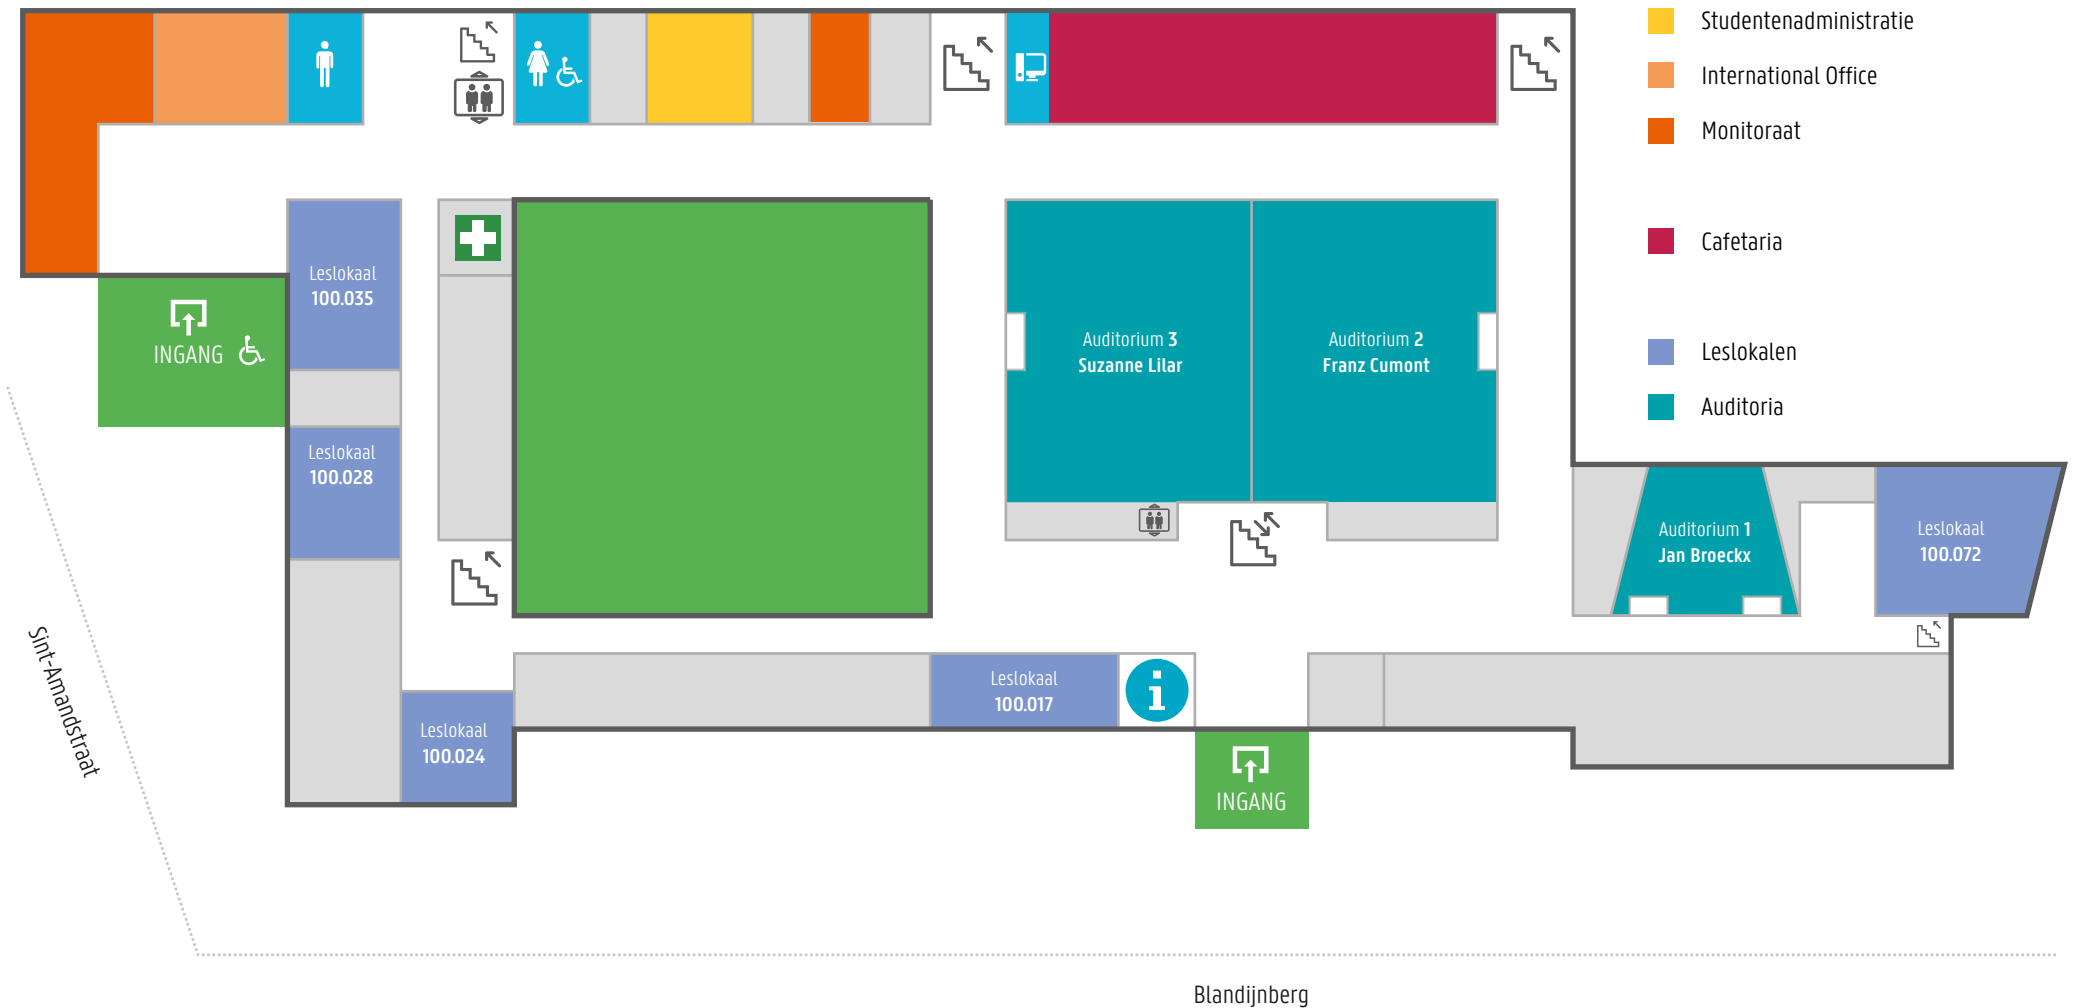 Studentenadministratie
International Office
Monitoraat
Cafetaria
Leslokalen
Auditoria
Leslokaal
100.035
INGANG
Leslokaal
100.028
Auditorium 3
Suzanne Lilar
Auditorium 2
Franz Cumont
Auditorium 1
Jan Broeckx
Leslokaal
100.072
Leslokaal
100.017
i
Leslokaal
100.024
INGANG
Sint-Amandstraat
Blandijnberg